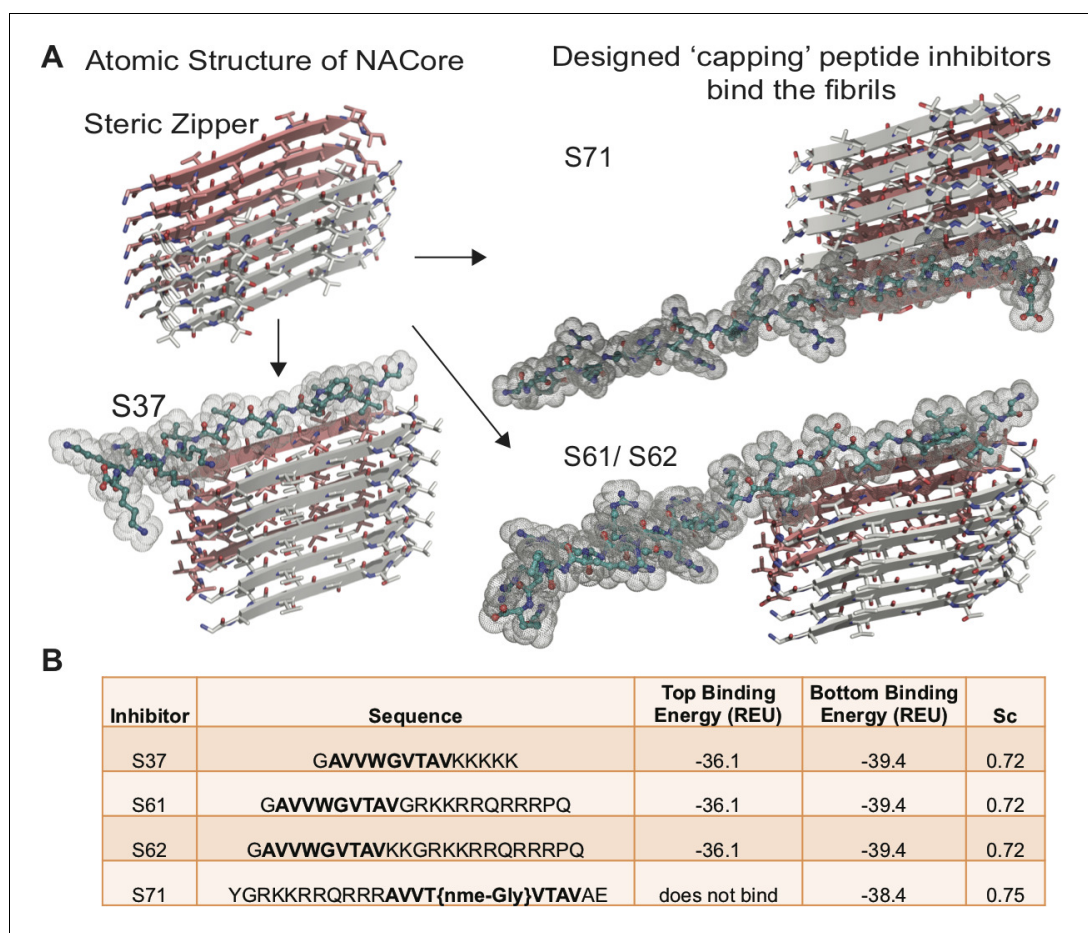 A Atomic Structure of NACore
Steric Zipper
Designed ‘capping’ peptide inhibitors
bind the fibrils
S71
S37
S61/ S62
B
Inhibitor Sequence Top Binding Energy (REU) Bottom Binding Energy (REU) Sc
S37 GAVVWGVTAVKKKKK -36.1 -39.4 0.72
S61 GAVVWGVTAVGRKKRRQRRRPQ -36.1 -39.4 0.72
S62 GAVVWGVTAVKKGRKKRRQRRRPQ -36.1 -39.4 0.72
S71 YGRKKRRQRRRAVVT{nme-Gly}VTAVAE does not bind -38.4 0.75